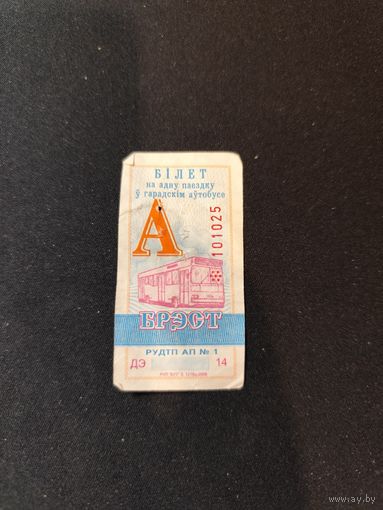 БІЛЕТ
на адну паездку
ў гарадскім аўтобусе
А
101025
БРЭСТ
РУДТП АП № 1
ДЭ 14
www.ay.by